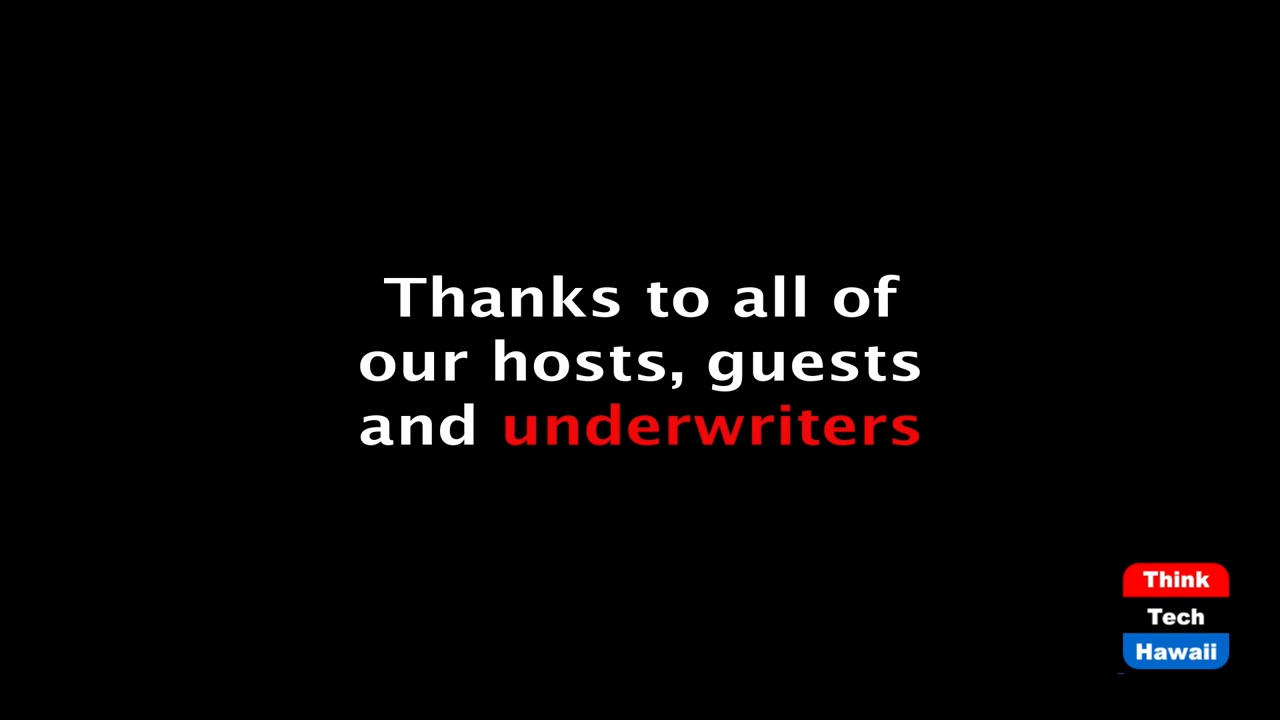 Thanks to all of
our hosts, guests
and underwriters
Think
Tech
Hawaii